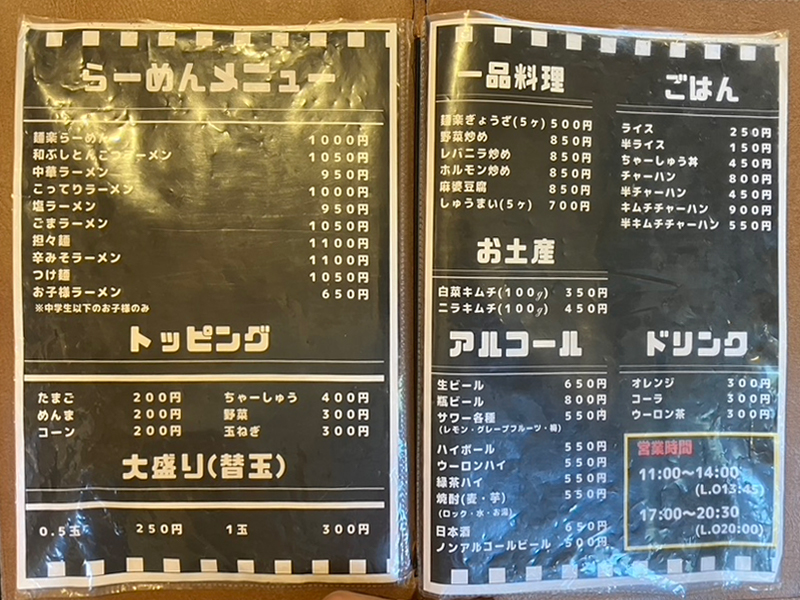 らーめんメニュー
麺楽らーめん 1000円
和ぶしとんこつラーメン 1050円
中華ラーメン 950円
こってりラーメン 1000円
塩ラーメン 950円
ごまラーメン 1050円
担々麺 1100円
辛みそラーメン 1100円
つけ麺 1050円
お子様ラーメン 650円
※中学生以下のお子様のみ
トッピング
たまご 200円 ちゃーしゅう 400円
めんま 200円 野菜 300円
コーン 200円 玉ねぎ 300円
大盛り(替玉)
0.5玉 250円 1玉 300円
一品料理
麺楽ぎょうざ(5ヶ) 500円
野菜炒め 850円
レバニラ炒め 850円
ホルモン炒め 850円
麻婆豆腐 850円
しゅうまい(5ヶ) 700円
お土産
白菜キムチ(100g) 350円
ニラキムチ(100g) 450円
アルコール
生ビール 650円
瓶ビール 800円
サワー各種 550円
(レモン・グレープフルーツ・梅)
ハイボール 550円
ウーロンハイ 550円
緑茶ハイ 550円
焼酎(麦・芋) 550円
(ロック・水・お湯)
日本酒 650円
ノンアルコールビール 500円
ごはん
ライス 250円
半ライス 150円
ちゃーしゅう丼 450円
チャーハン 800円
半チャーハン 450円
キムチチャーハン 900円
半キムチチャーハン 550円
ドリンク
オレンジ 300円
コーラ 300円
ウーロン茶 300円
営業時間
11:00〜14:00
(L.O13:45)
17:00〜20:30
(L.O20:00)